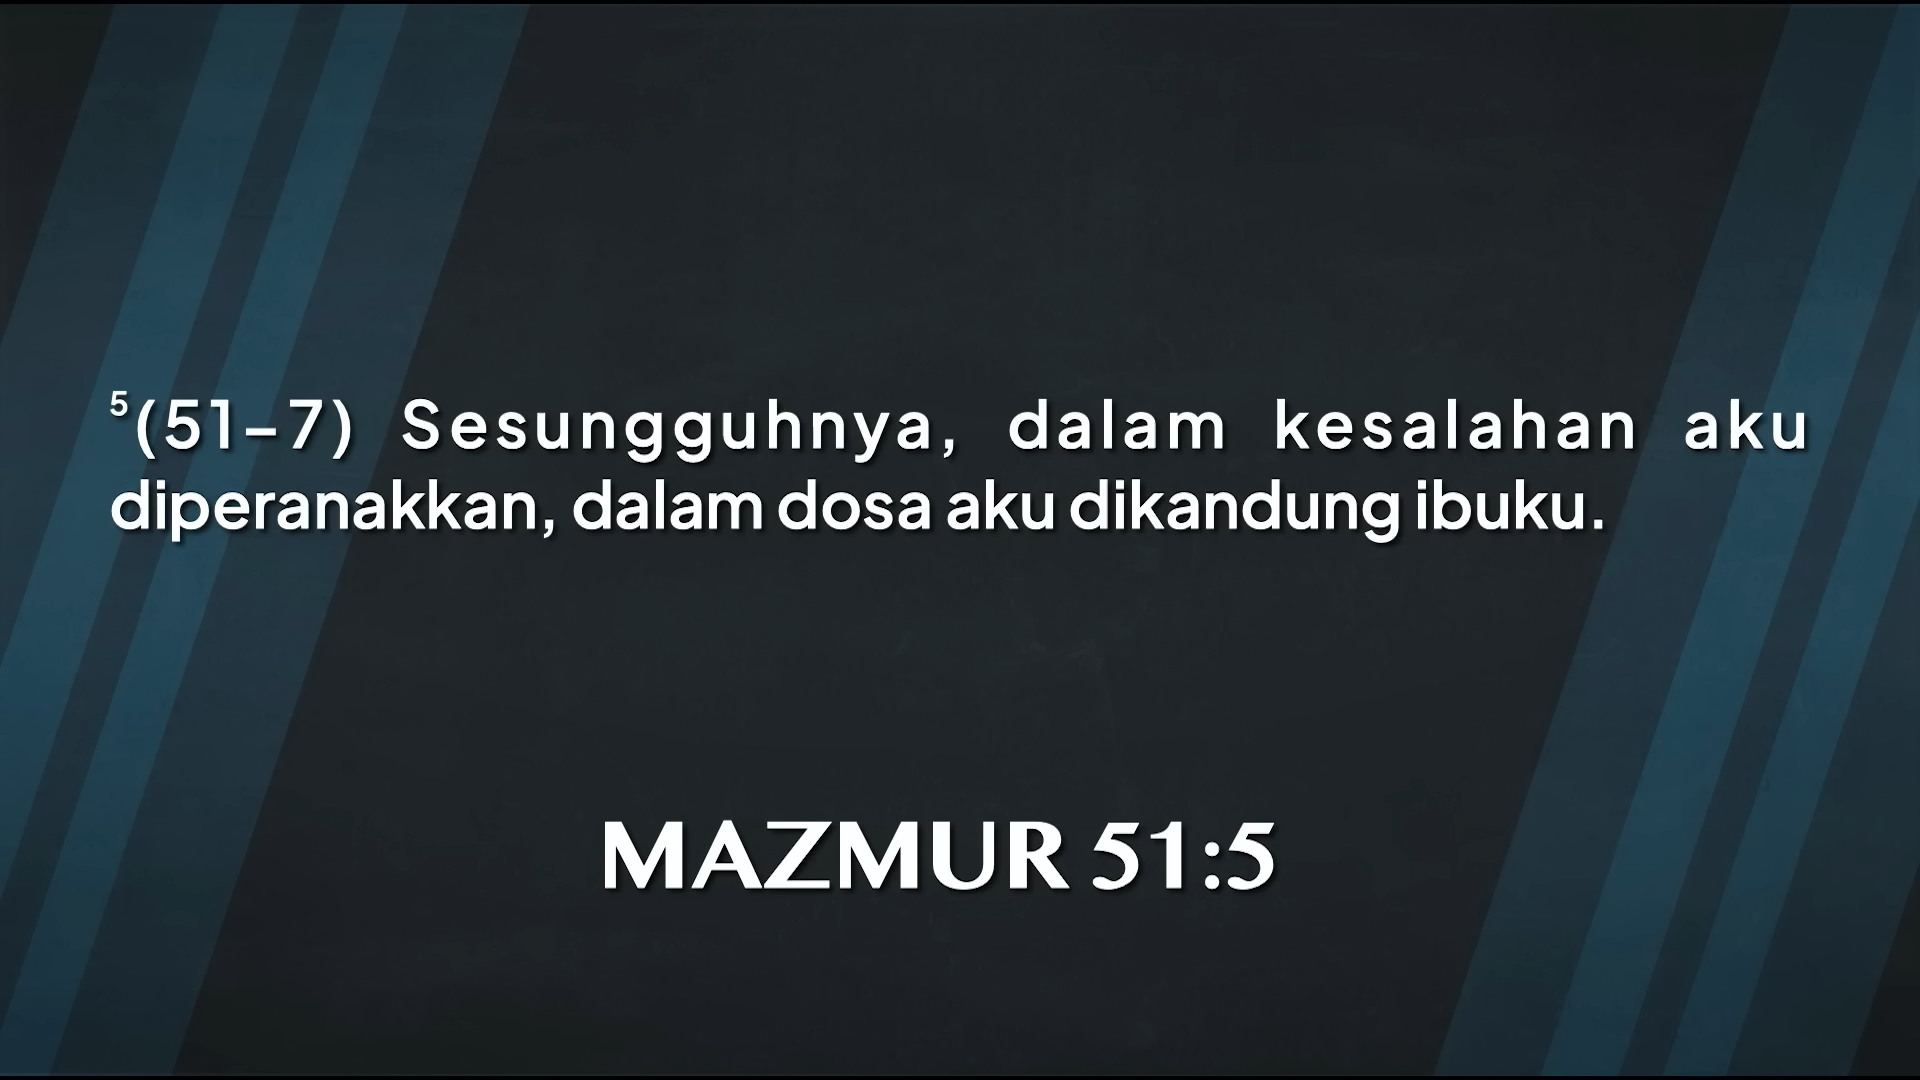 ⁵(51–7) Sesungguhnya, dalam kesalahan aku
diperanakkan, dalam dosa aku dikandung ibuku.
MAZMUR 51:5